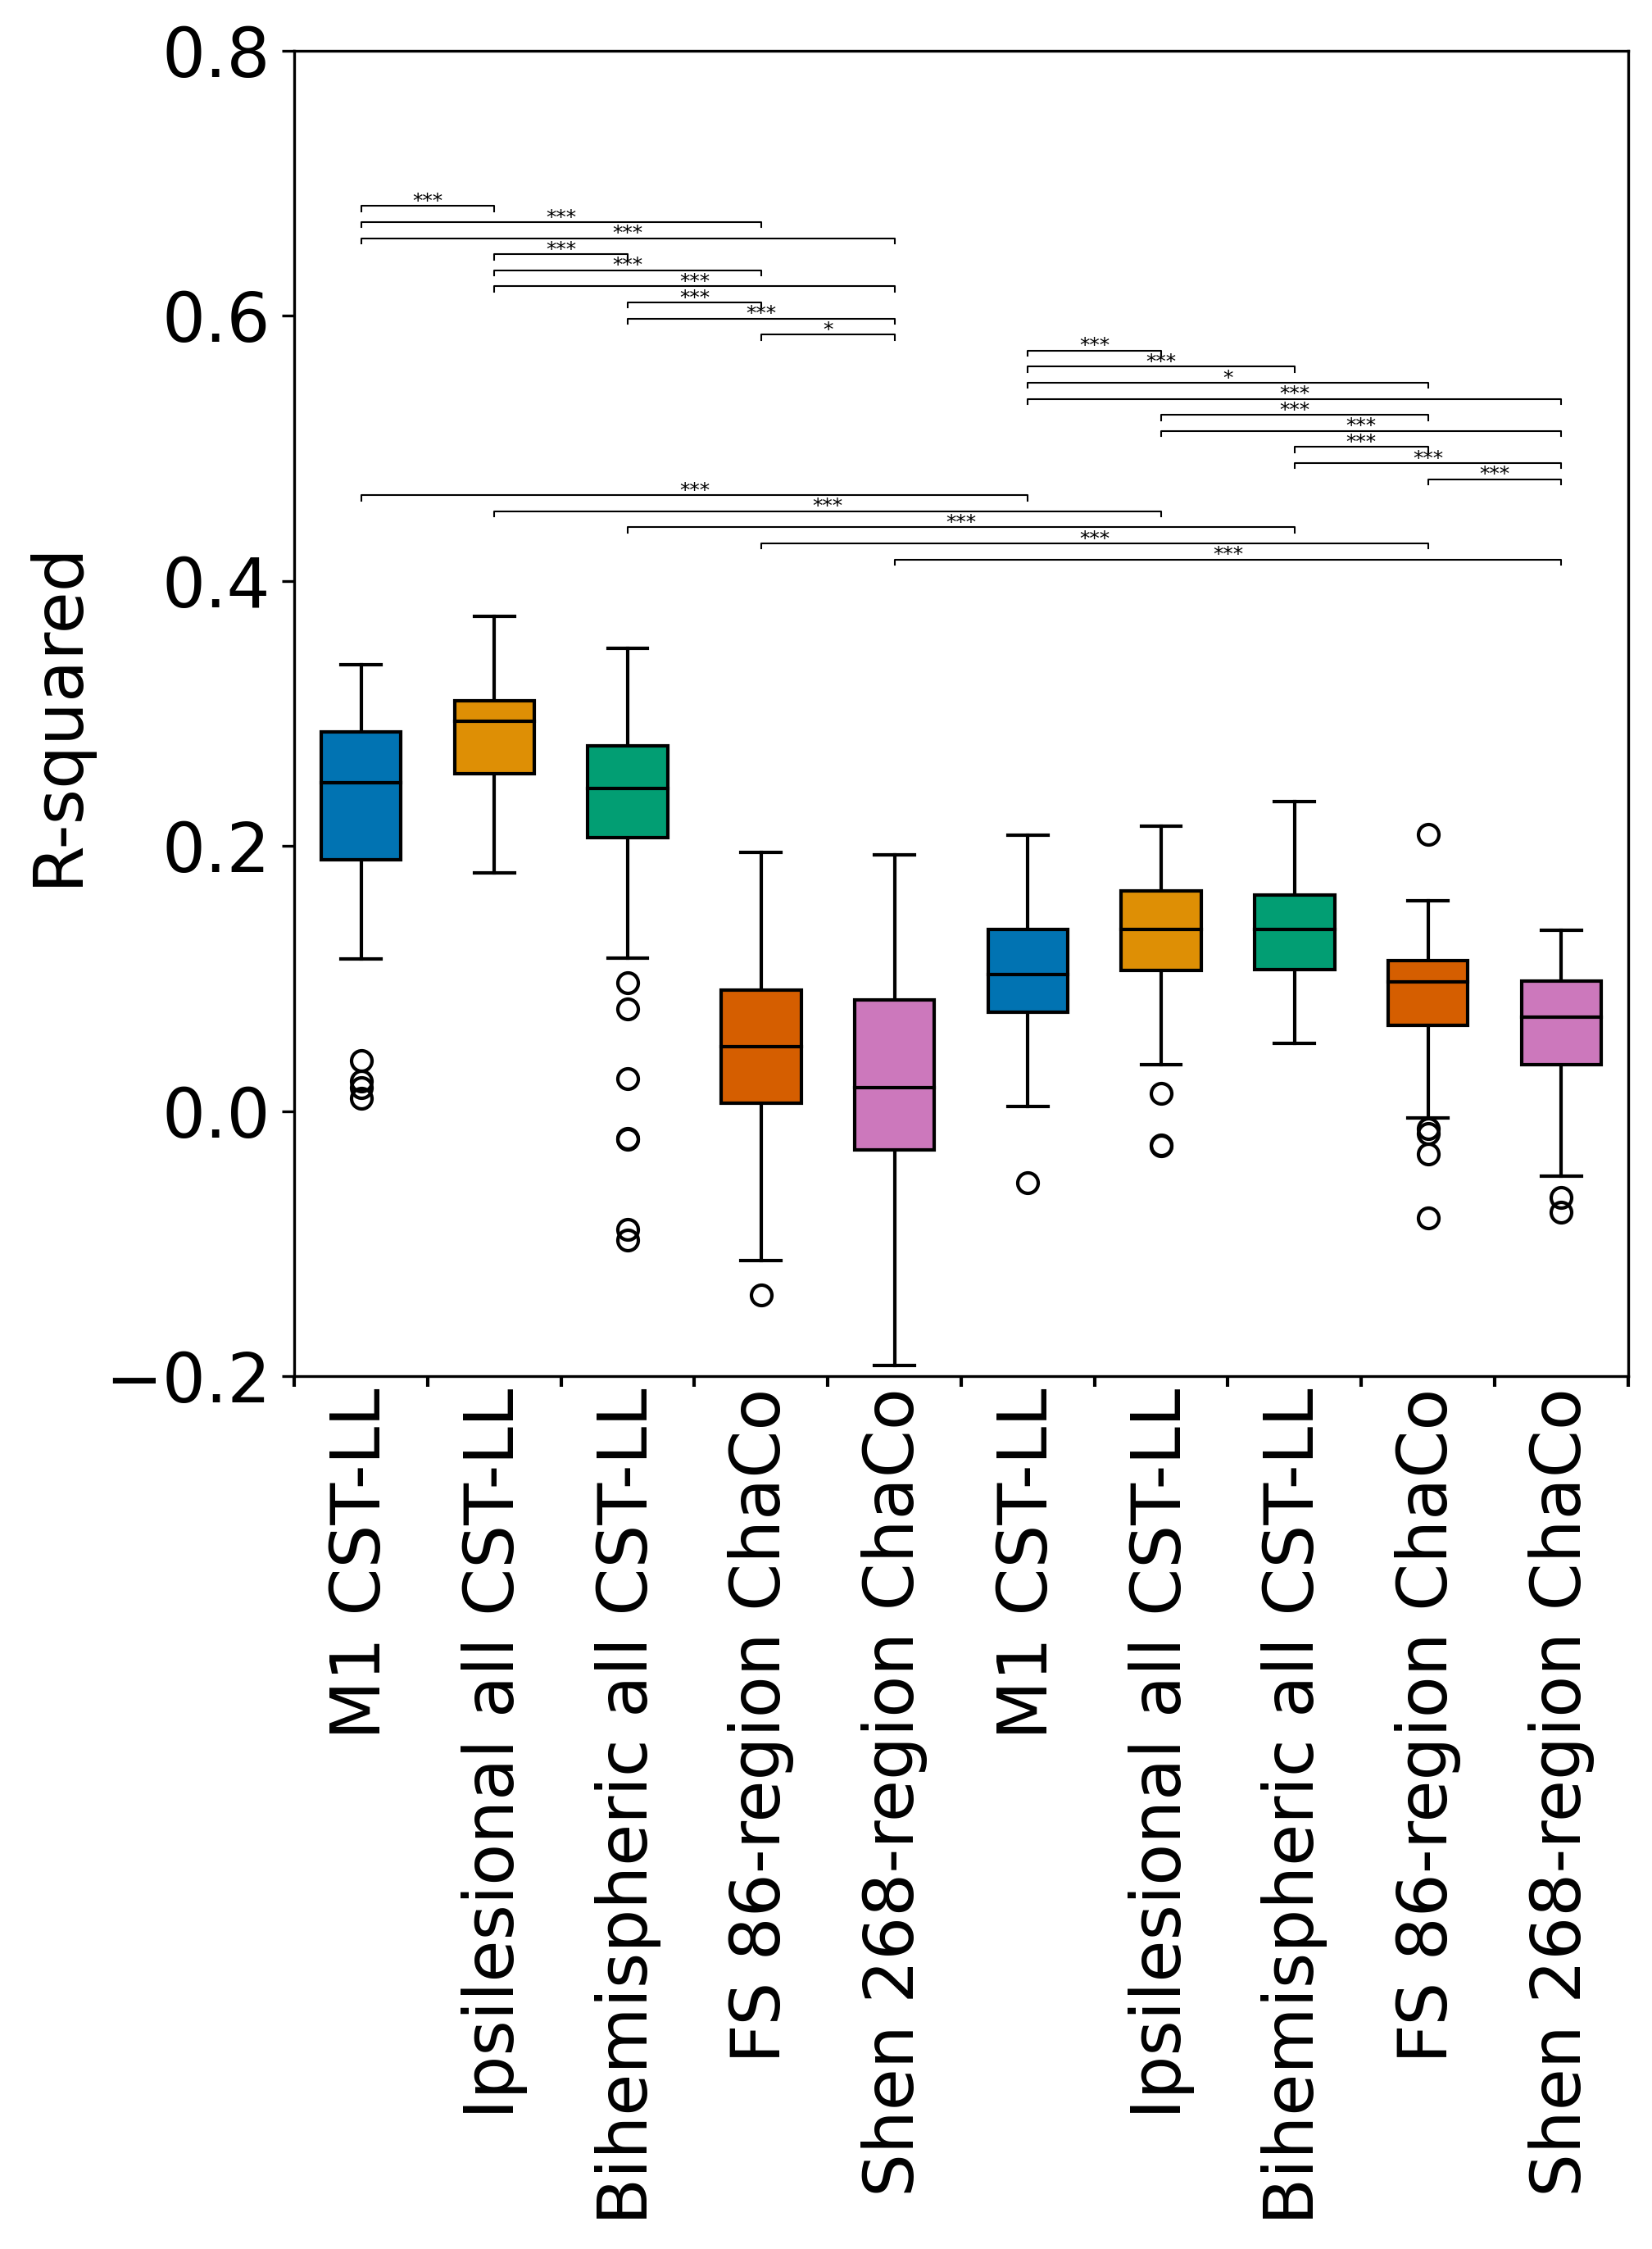 0.8
***
***
***
***
***
***
***
***
*
0.6
***
***
*
***
***
***
***
***
***
***
***
***
***
***
0.4
R-squared
0.2
0.0
−0.2
M1 CST-LL
Ipsilesional all CST-LL
Bihemispheric all CST-LL
FS 86-region ChaCo
Shen 268-region ChaCo
M1 CST-LL
Ipsilesional all CST-LL
Bihemispheric all CST-LL
FS 86-region ChaCo
Shen 268-region ChaCo